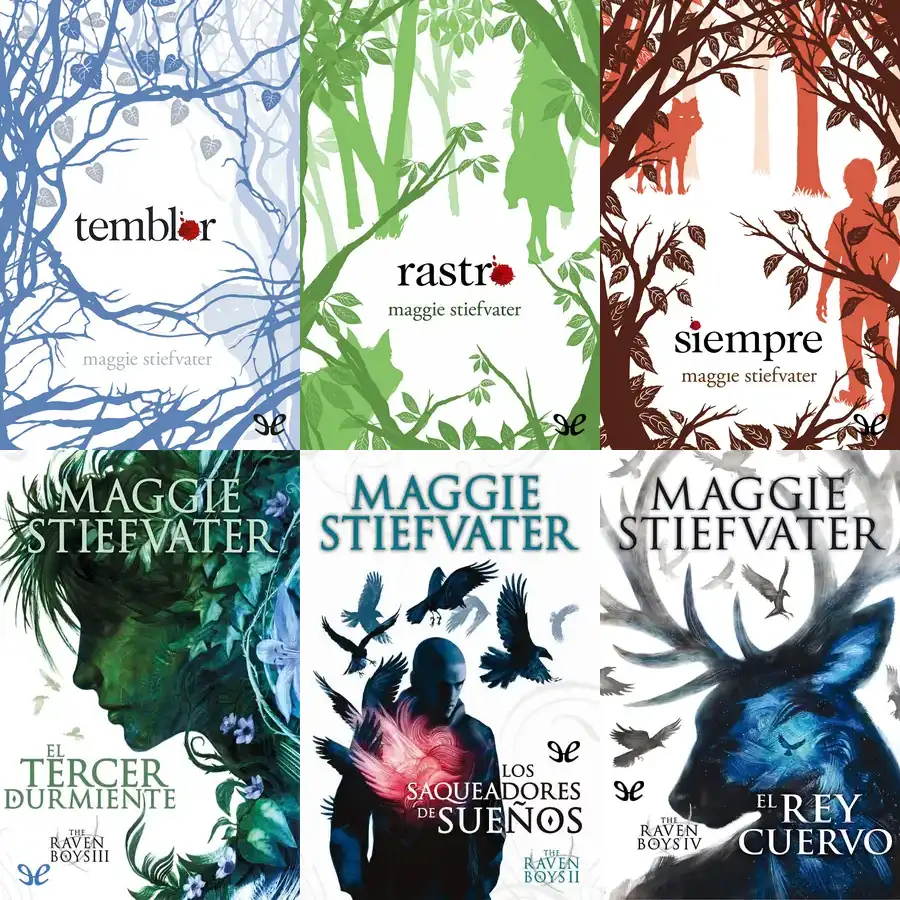 temblor
maggie stiefvater
rastro
maggie stiefvater
siempre
maggie stiefvater
MAGGIE
STIEFVATER
EL
TERCER
DURMIENTE
THE
RAVEN
BOYS III
MAGGIE
STIEFVATER
LOS
SAQUEADORES
DE SUEÑOS
THE
RAVEN
BOYS II
MAGGIE
STIEFVATER
THE
RAVEN
BOYS IV
EL REY
CUERVO